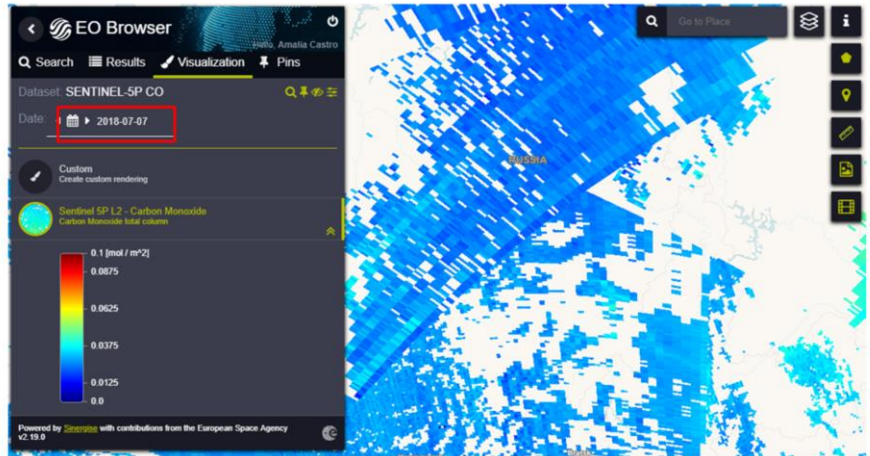 EO Browser
Hello, Amalia Castro
Search Results Visualization Pins
Dataset: SENTINEL-5P CO
Date: 2018-07-07
Custom
Create custom rendering
Sentinel 5P L2 - Carbon Monoxide
Carbon Monoxide total column
0.1 [mol / m^2]
0.0875
0.0625
0.0375
0.0125
0.0
Powered by Sinergise with contributions from the European Space Agency
v2.19.0
Go to Place
RUSSIA